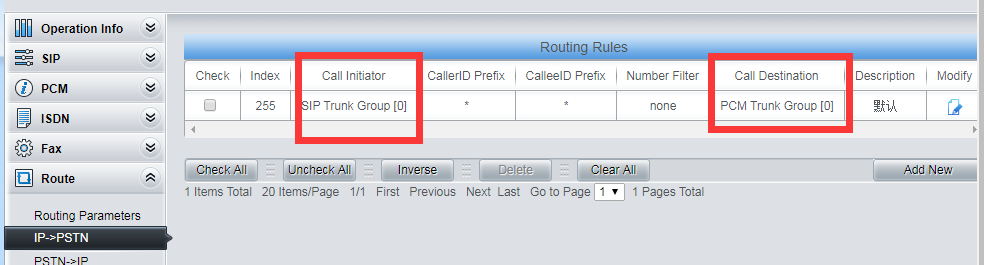 Operation Info
SIP
PCM
ISDN
Fax
Route
Routing Parameters
IP->PSTN
PSTN->IP
Routing Rules
Check Index Call Initiator CallerID Prefix CalleeID Prefix Number Filter Call Destination Description Modify
255 SIP Trunk Group [0] * * none PCM Trunk Group [0] 默认
Check All Uncheck All Inverse Delete Clear All Add New
1 Items Total 20 Items/Page 1/1 First Previous Next Last Go to Page 1 1 Pages Total